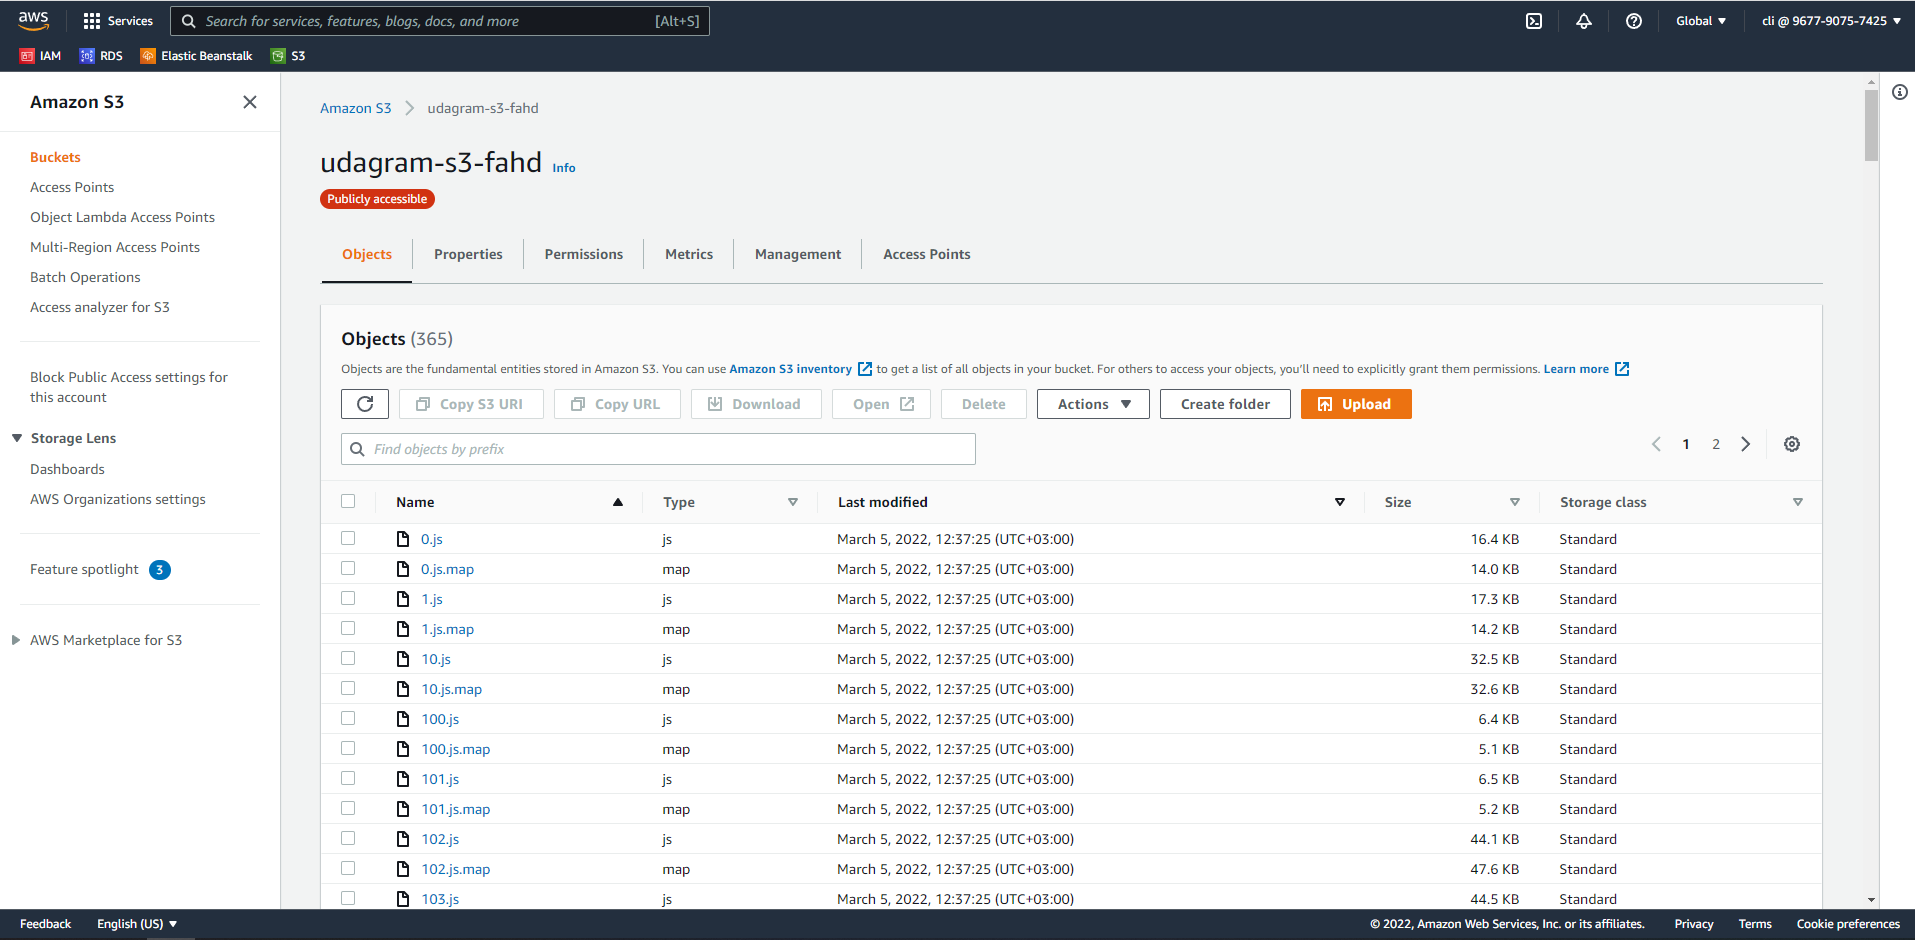 aws Services Search for services, features, blogs, docs, and more [Alt+S] Global cli @ 9677-9075-7425
IAM RDS Elastic Beanstalk S3
Amazon S3
Buckets
Access Points
Object Lambda Access Points
Multi-Region Access Points
Batch Operations
Access analyzer for S3
Block Public Access settings for
this account
Storage Lens
Dashboards
AWS Organizations settings
Feature spotlight 3
AWS Marketplace for S3
Amazon S3 udagram-s3-fahd
udagram-s3-fahd Info
Publicly accessible
Objects Properties Permissions Metrics Management Access Points
Objects (365)
Objects are the fundamental entities stored in Amazon S3. You can use Amazon S3 inventory to get a list of all objects in your bucket. For others to access your objects, you'll need to explicitly grant them permissions. Learn more
Copy S3 URI Copy URL Download Open Delete Actions Create folder Upload
Find objects by prefix 1 2
Name Type Last modified Size Storage class
0.js js March 5, 2022, 12:37:25 (UTC+03:00) 16.4 KB Standard
0.js.map map March 5, 2022, 12:37:25 (UTC+03:00) 14.0 KB Standard
1.js js March 5, 2022, 12:37:25 (UTC+03:00) 17.3 KB Standard
1.js.map map March 5, 2022, 12:37:25 (UTC+03:00) 14.2 KB Standard
10.js js March 5, 2022, 12:37:25 (UTC+03:00) 32.5 KB Standard
10.js.map map March 5, 2022, 12:37:25 (UTC+03:00) 32.6 KB Standard
100.js js March 5, 2022, 12:37:25 (UTC+03:00) 6.4 KB Standard
100.js.map map March 5, 2022, 12:37:25 (UTC+03:00) 5.1 KB Standard
101.js js March 5, 2022, 12:37:25 (UTC+03:00) 6.5 KB Standard
101.js.map map March 5, 2022, 12:37:25 (UTC+03:00) 5.2 KB Standard
102.js js March 5, 2022, 12:37:25 (UTC+03:00) 44.1 KB Standard
102.js.map map March 5, 2022, 12:37:25 (UTC+03:00) 47.6 KB Standard
103.js js March 5, 2022, 12:37:25 (UTC+03:00) 44.5 KB Standard
Feedback English (US) © 2022, Amazon Web Services, Inc. or its affiliates. Privacy Terms Cookie preferences